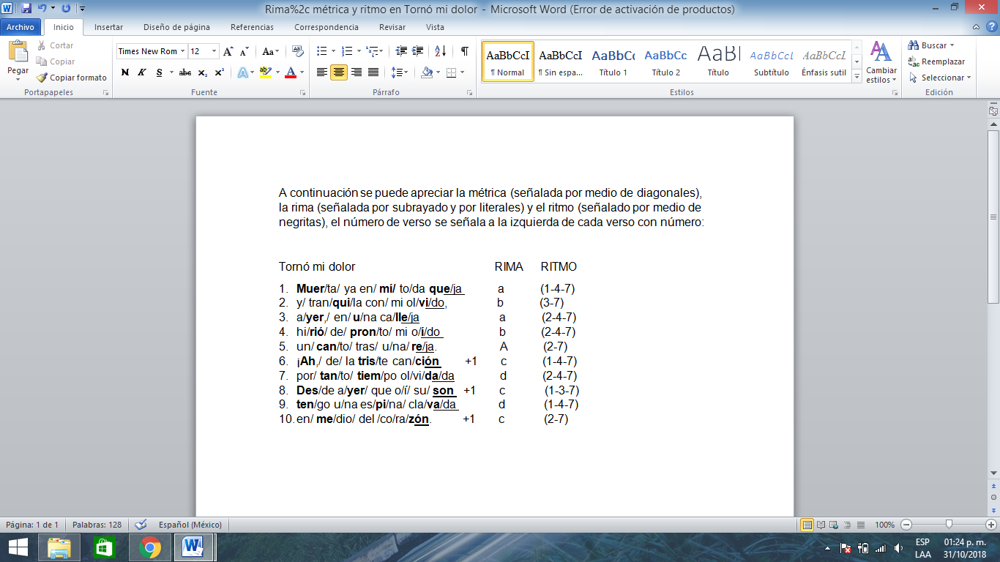 Rima%2c métrica y ritmo en Tornó mi dolor - Microsoft Word (Error de activación de productos)
Archivo Inicio Insertar Diseño de página Referencias Correspondencia Revisar Vista
Pegar
Cortar
Copiar
Copiar formato
Portapapeles
Times New Rom 12
Fuente
Párrafo
AaBbCcI AaBbCcI AaBbCc AaBbCc AaBl AaBbCcL AaBbCcL
¶ Normal ¶ Sin espa... Título 1 Título 2 Título Subtítulo Énfasis sutil
Estilos
Cambiar
estilos
Buscar
Reemplazar
Seleccionar
Edición
A continuación se puede apreciar la métrica (señalada por medio de diagonales),
la rima (señalada por subrayado y por literales) y el ritmo (señalado por medio de
negritas), el número de verso se señala a la izquierda de cada verso con número:
Tornó mi dolor RIMA RITMO
1. Muer/ta/ ya en/ mí/ to/da que/ja a (1-4-7)
2. y/ tran/qui/la con/ mi ol/vi/do, b (3-7)
3. a/yer,/ en/ u/na ca/lle/ja a (2-4-7)
4. hi/rió/ de/ pron/to/ mi o/í/do b (2-4-7)
5. un/ can/to/ tras/ u/na/ re/ja. A (2-7)
6. ¡Ah,/ de/ la tris/te can/ción +1 c (1-4-7)
7. por/ tan/to/ tiem/po ol/vi/da/da d (2-4-7)
8. Des/de a/yer/ que o/í/ su/ son +1 c (1-3-7)
9. ten/go u/na es/pi/na/ cla/va/da d (1-4-7)
10. en/ me/dio/ del /co/ra/zón. +1 c (2-7)
Página: 1 de 1 Palabras: 128 Español (México) 100%
ESP 01:24 p. m.
LAA 31/10/2018